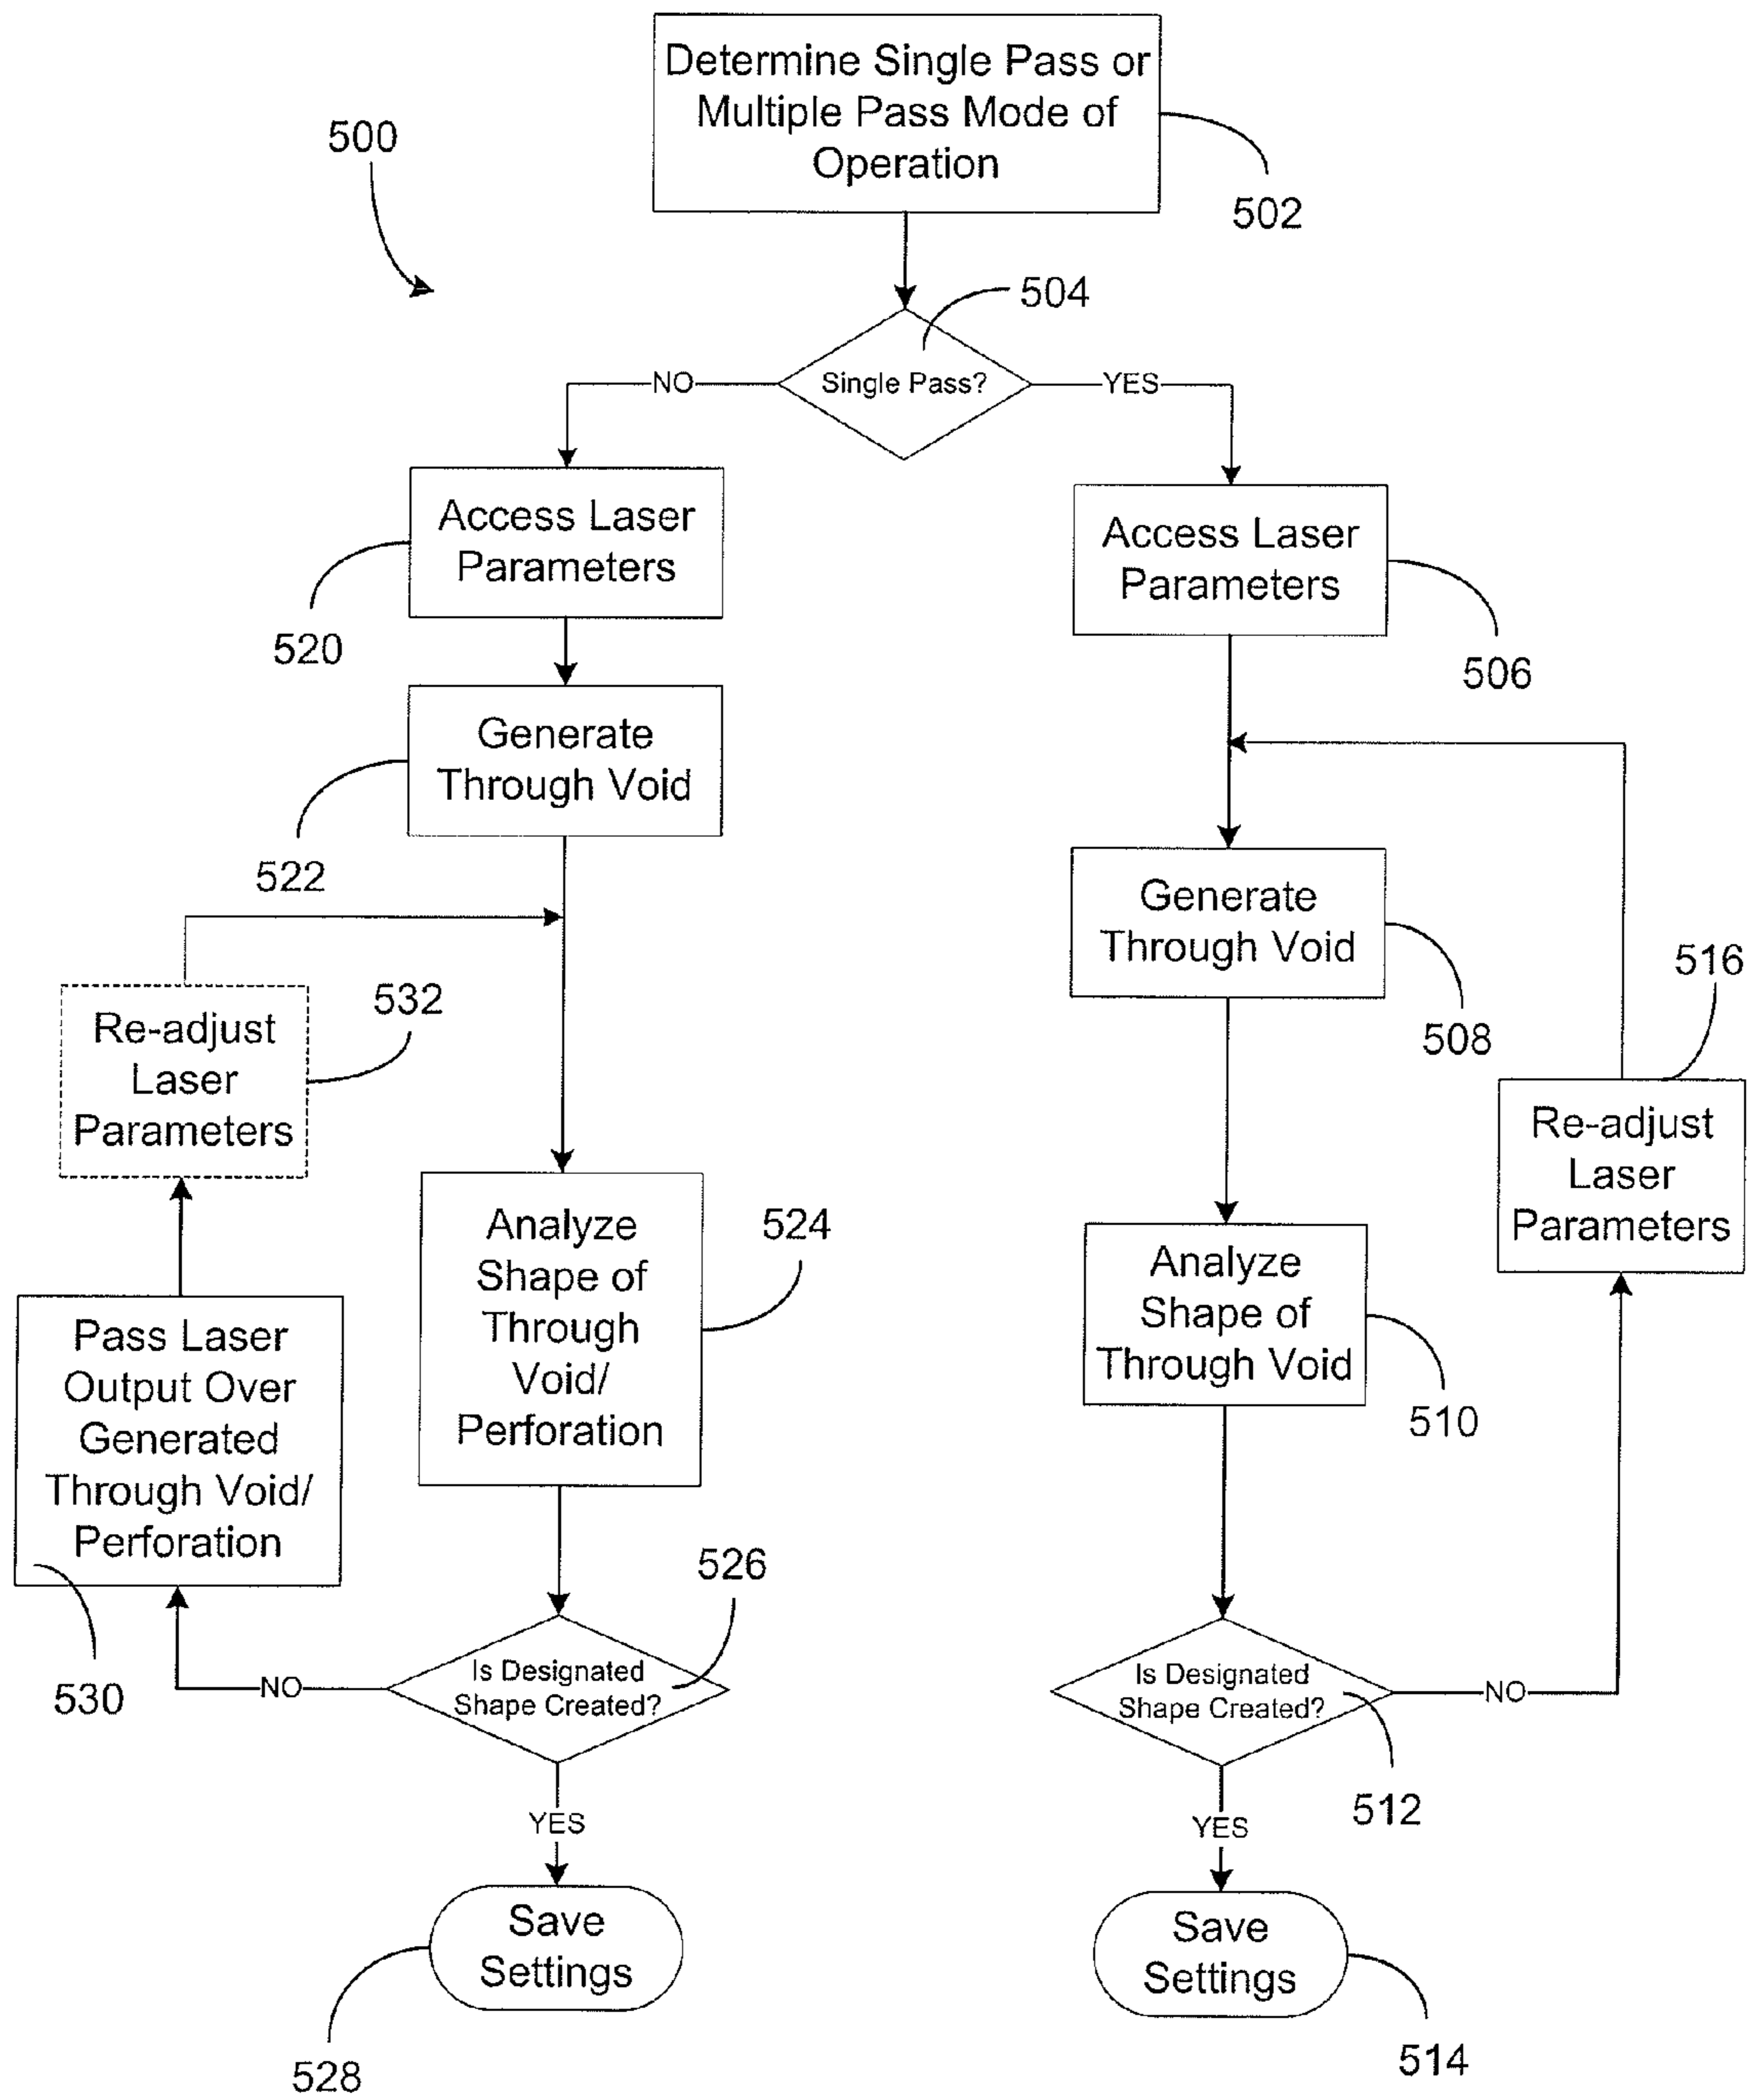 Determine Single Pass or
Multiple Pass Mode of
Operation
500
502
504
Single Pass?
NO
YES
Access Laser
Parameters
520
Access Laser
Parameters
506
Generate
Through Void
522
Generate
Through Void
508
Re-adjust
Laser
Parameters
532
516
Re-adjust
Laser
Parameters
Analyze
Shape of
Through
Void/
Perforation
524
Analyze
Shape of
Through Void
510
Pass Laser
Output Over
Generated
Through Void/
Perforation
530
526
Is Designated
Shape Created?
NO
Is Designated
Shape Created?
NO
512
YES
YES
Save
Settings
528
Save
Settings
514